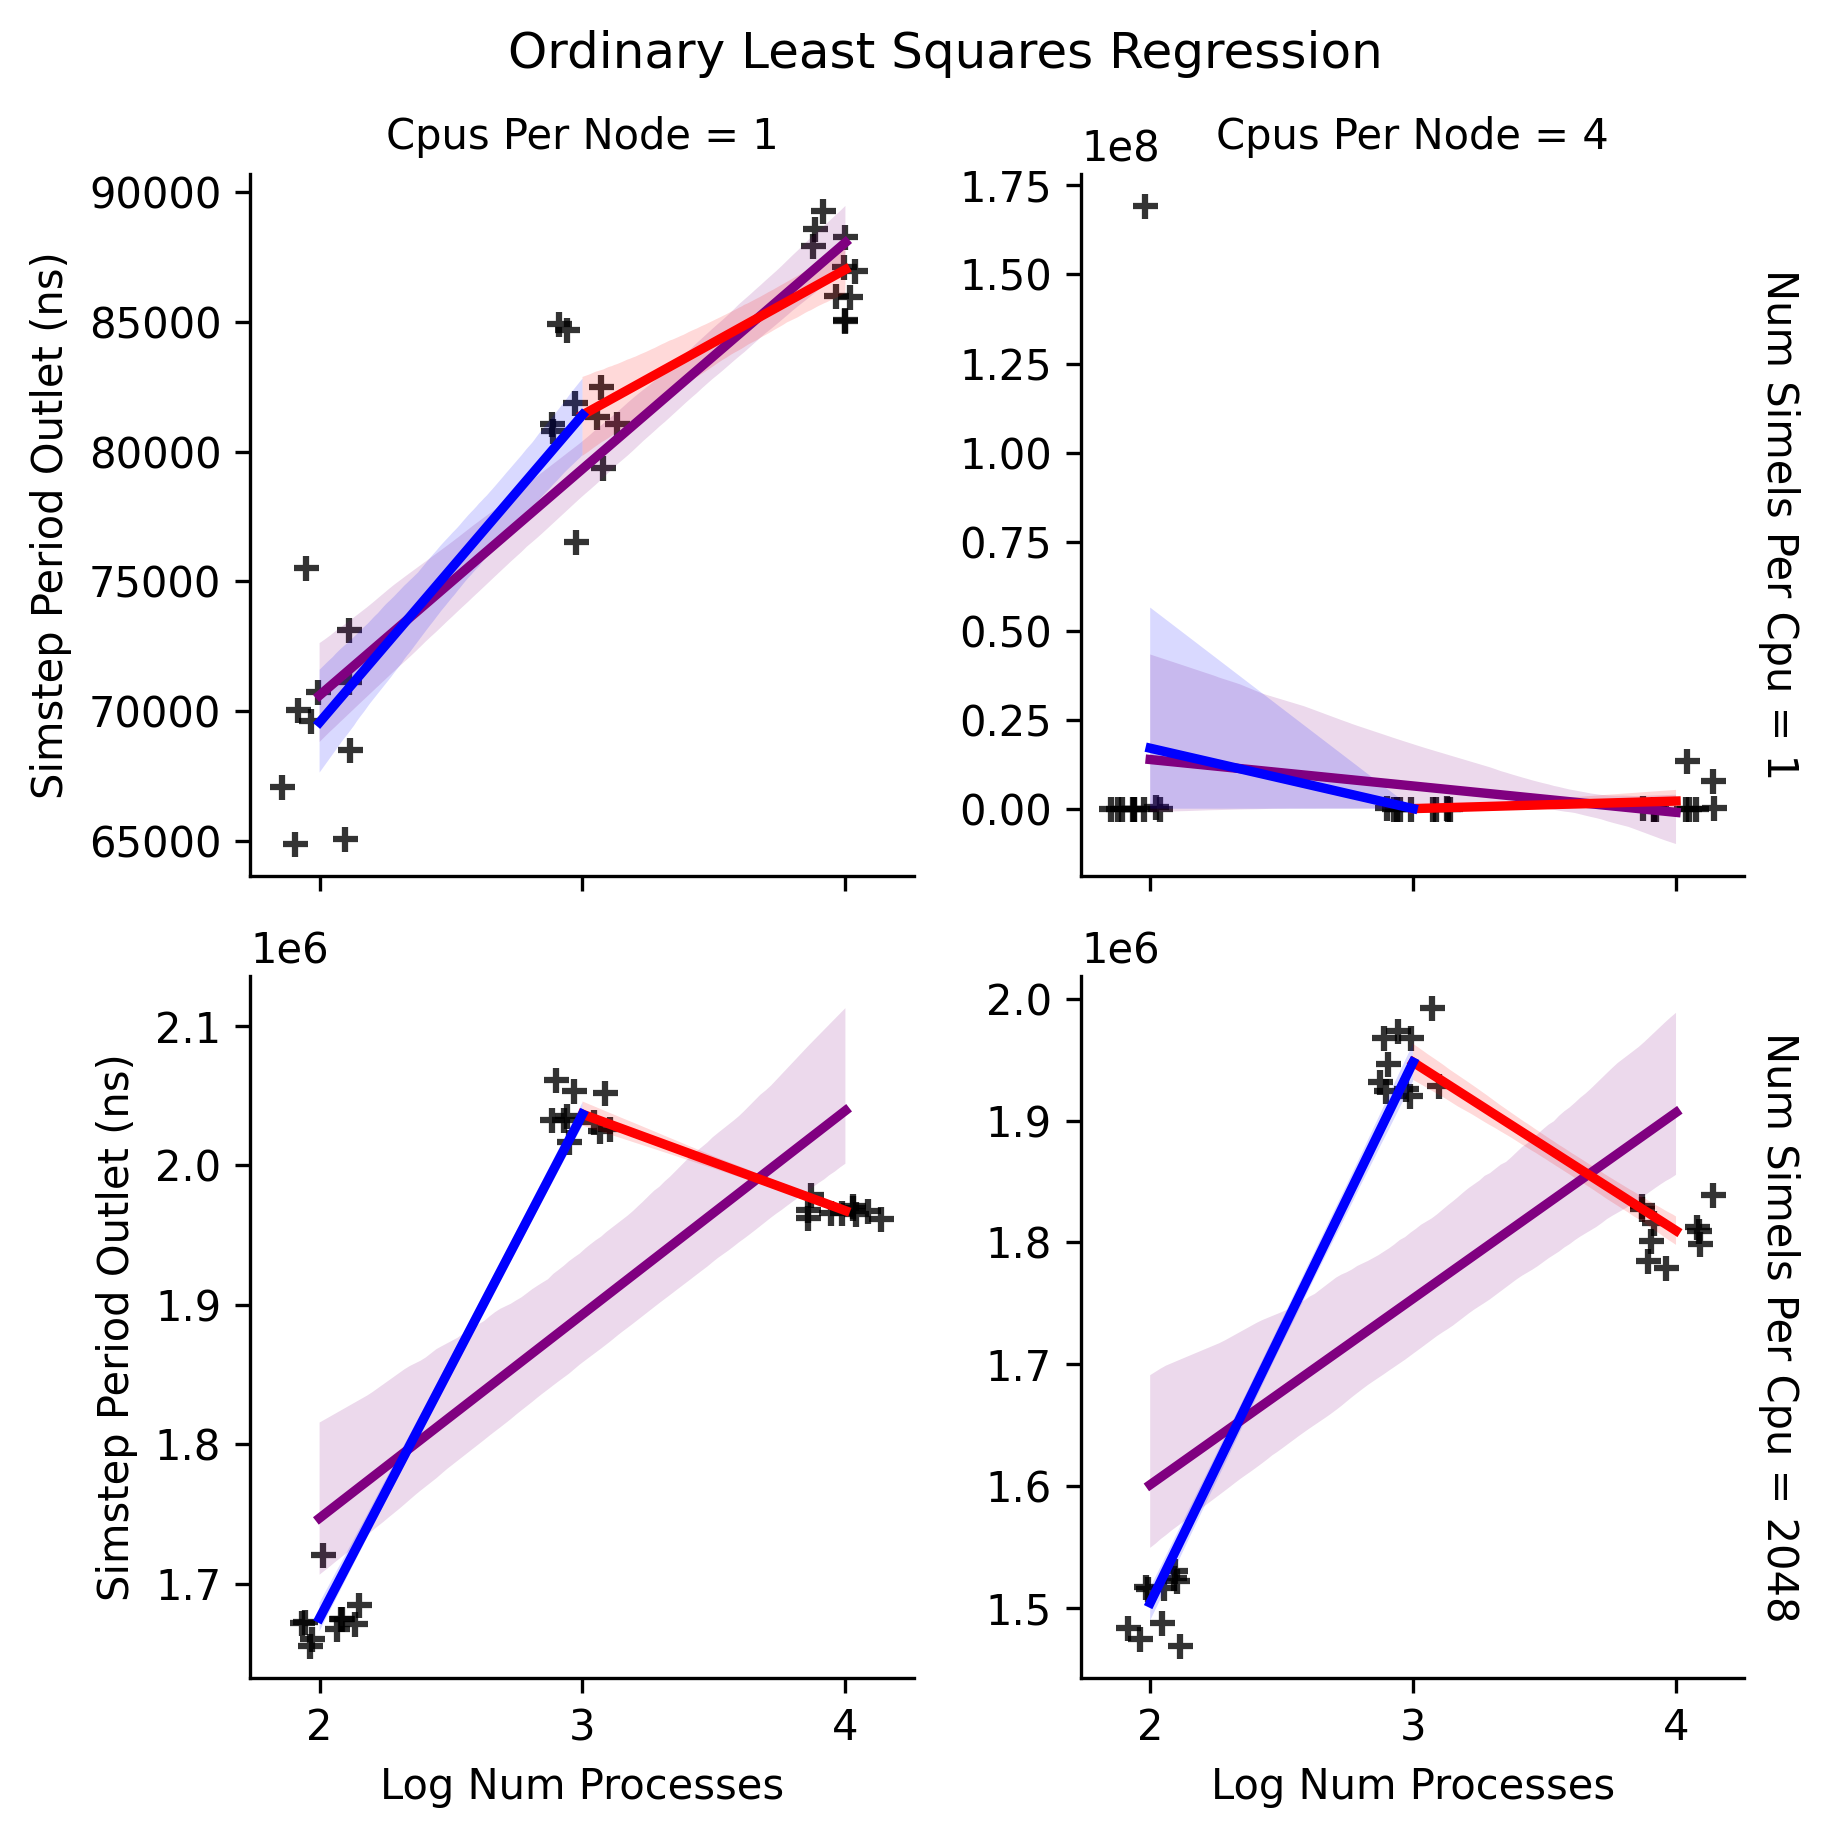 Ordinary Least Squares Regression
Cpus Per Node = 1
90000
85000
80000
75000
70000
65000
Simstep Period Outlet (ns)
Cpus Per Node = 4
1e8
1.75
1.50
1.25
1.00
0.75
0.50
0.25
0.00
Num Simels Per Cpu = 1
1e6
2.1
2.0
1.9
1.8
1.7
Simstep Period Outlet (ns)
2
3
4
Log Num Processes
1e6
2.0
1.9
1.8
1.7
1.6
1.5
Num Simels Per Cpu = 2048
2
3
4
Log Num Processes